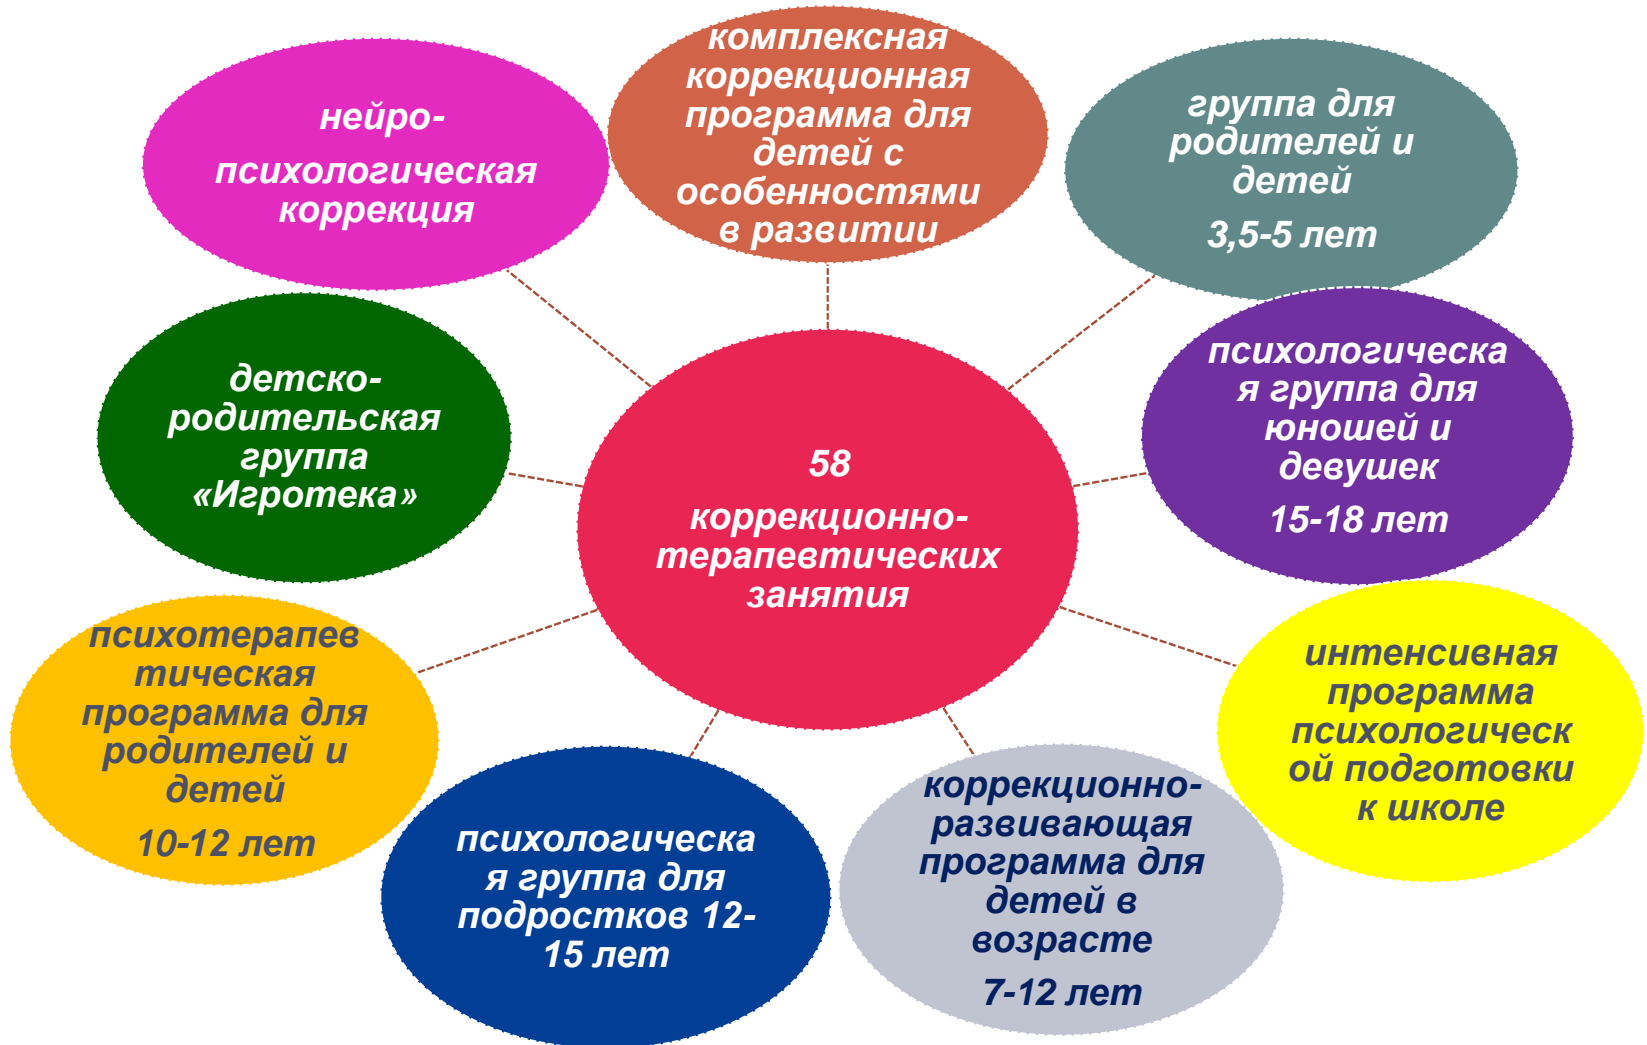 комплексная
коррекционная
программа для
детей с
особенностями
в развитии
группа для
родителей и
детей
3,5-5 лет
психологическа
я группа для
юношей и
девушек
15-18 лет
интенсивная
программа
психологическ
ой подготовки
к школе
коррекционно-
развивающая
программа для
детей в
возрасте
7-12 лет
психологическа
я группа для
подростков 12-
15 лет
психотерапев
тическая
программа для
родителей и
детей
10-12 лет
детско-
родительская
группа
«Игротека»
нейро-
психологическая
коррекция
58
коррекционно-
терапевтических
занятия